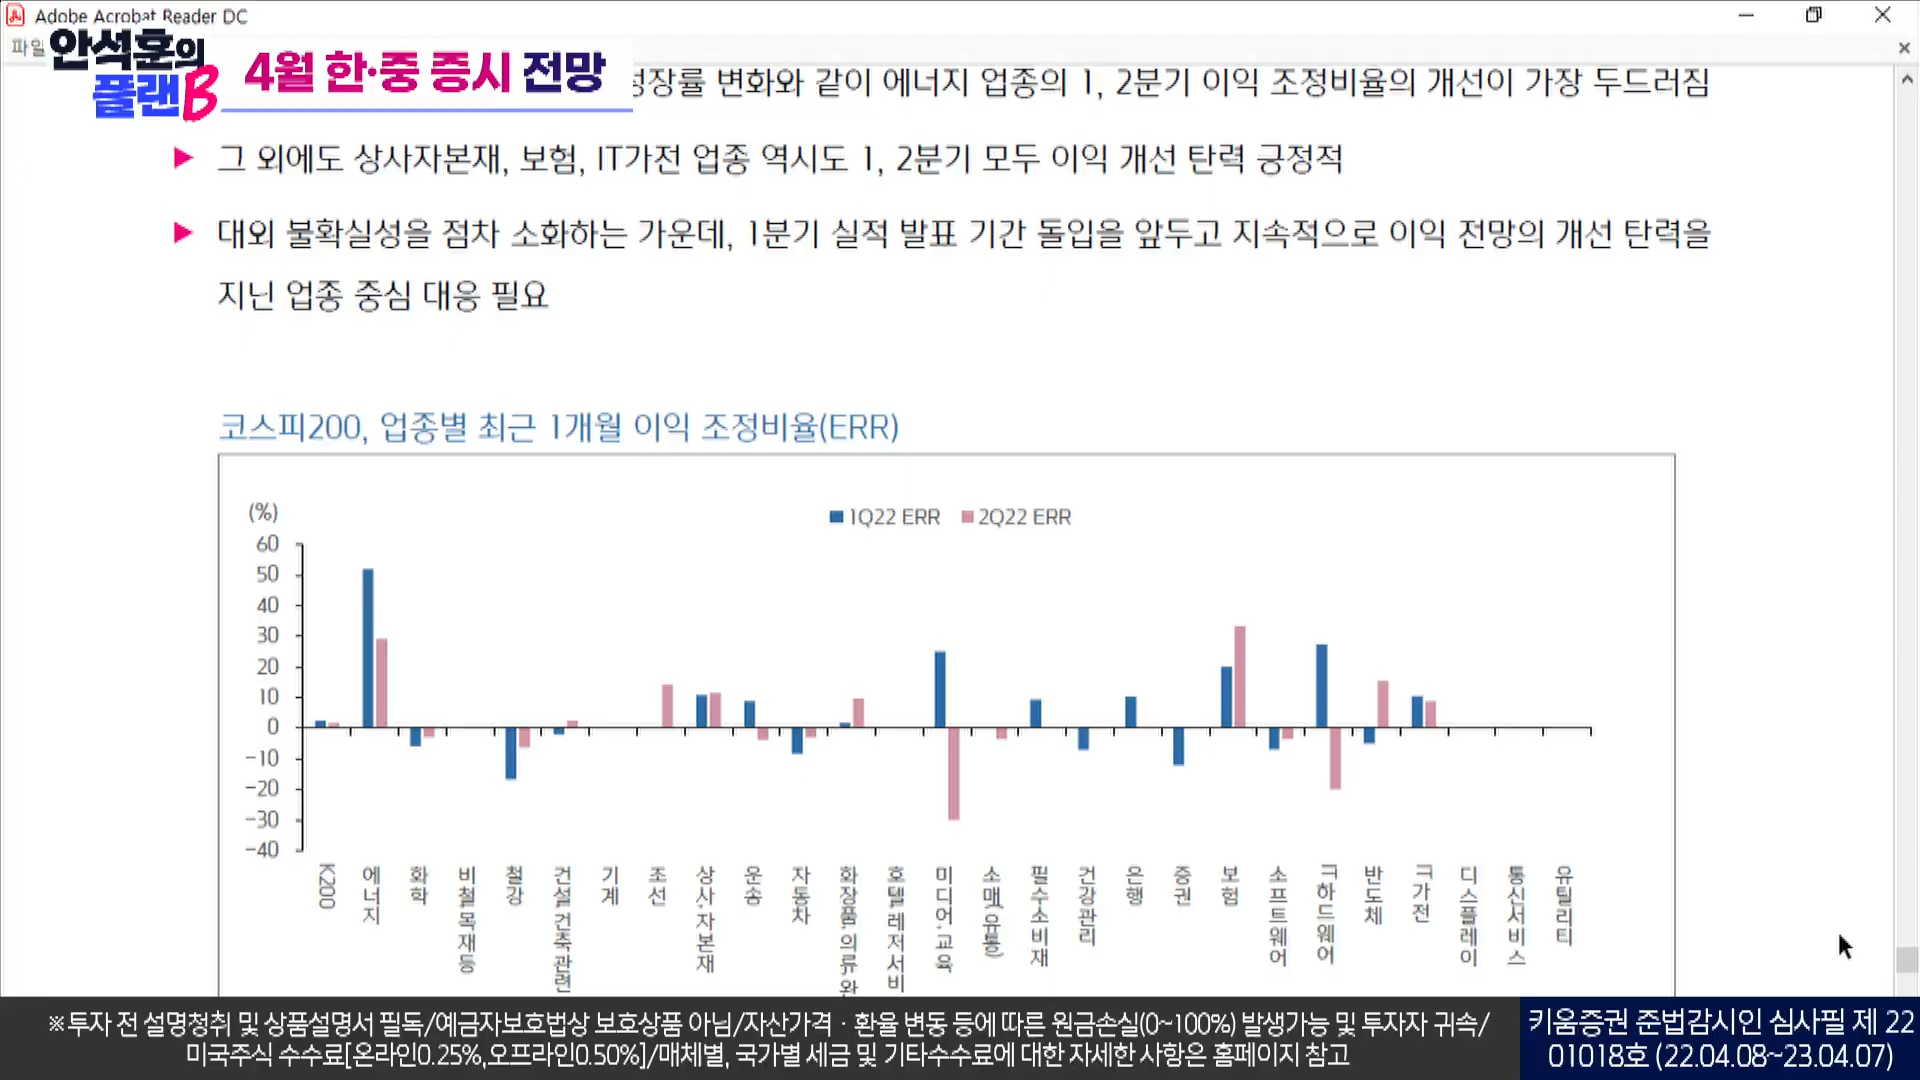 Adobe Acrobat Reader DC
파일
안석훈의
플랜B
4월 한·중 증시 전망
성장률 변화와 같이 에너지 업종의 1, 2분기 이익 조정비율의 개선이 가장 두드러짐
▶ 그 외에도 상사자본재, 보험, IT가전 업종 역시도 1, 2분기 모두 이익 개선 탄력 긍정적
▶ 대외 불확실성을 점차 소화하는 가운데, 1분기 실적 발표 기간 돌입을 앞두고 지속적으로 이익 전망의 개선 탄력을
지닌 업종 중심 대응 필요
코스피200, 업종별 최근 1개월 이익 조정비율(ERR)
(%)
1Q22 ERR 2Q22 ERR
60
50
40
30
20
10
0
-10
-20
-30
-40
K200
에너지
화학
비철,목재등
철강
건설,건축관련
기계
조선
상사,자본재
운송
자동차
화장품,의류,완
호텔,레저서비
미디어,교육
소매(유통)
필수소비재
건강관리
은행
증권
보험
소프트웨어
하드웨어
반도체
가전
디스플레이
통신서비스
유틸리티
※투자 전 설명청취 및 상품설명서 필독/예금자보호법상 보호상품 아님/자산가격·환율 변동 등에 따른 원금손실(0~100%) 발생가능 및 투자자 귀속/
미국주식 수수료[온라인0.25%,오프라인0.50%]/매체별, 국가별 세금 및 기타수수료에 대한 자세한 사항은 홈페이지 참고
키움증권 준법감시인 심사필 제 22
01018호 (22.04.08~23.04.07)